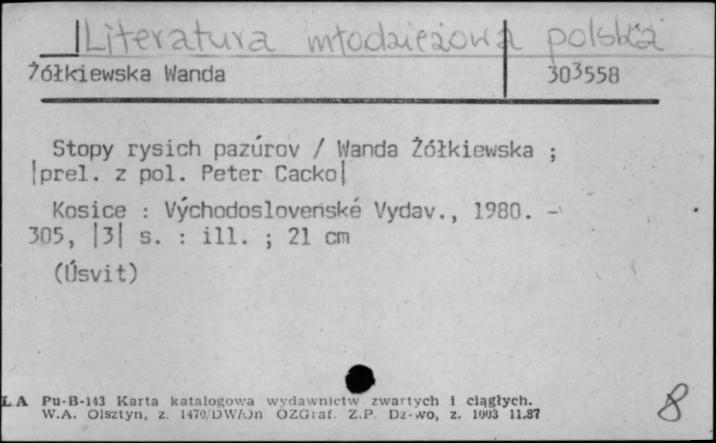 Literatura młodzieżowa polska
Żółkiewska Wanda 303558
Stopy rysich pazúrov / Wanda Żółkiewska ;
|prel. z pol. Peter Cacko|
Kosice : Východoslovenské Vydav., 1980. -
305, |3| s. : ill. ; 21 cm
(Úsvit)
LA Pu-B-143 Karta katalogowa wydawnictw zwartych i ciągłych.
W.A. Olsztyn, z. 1470/DW/Jn OZGraf. Z.P. Dz-wo, z. 1003 11.87
8